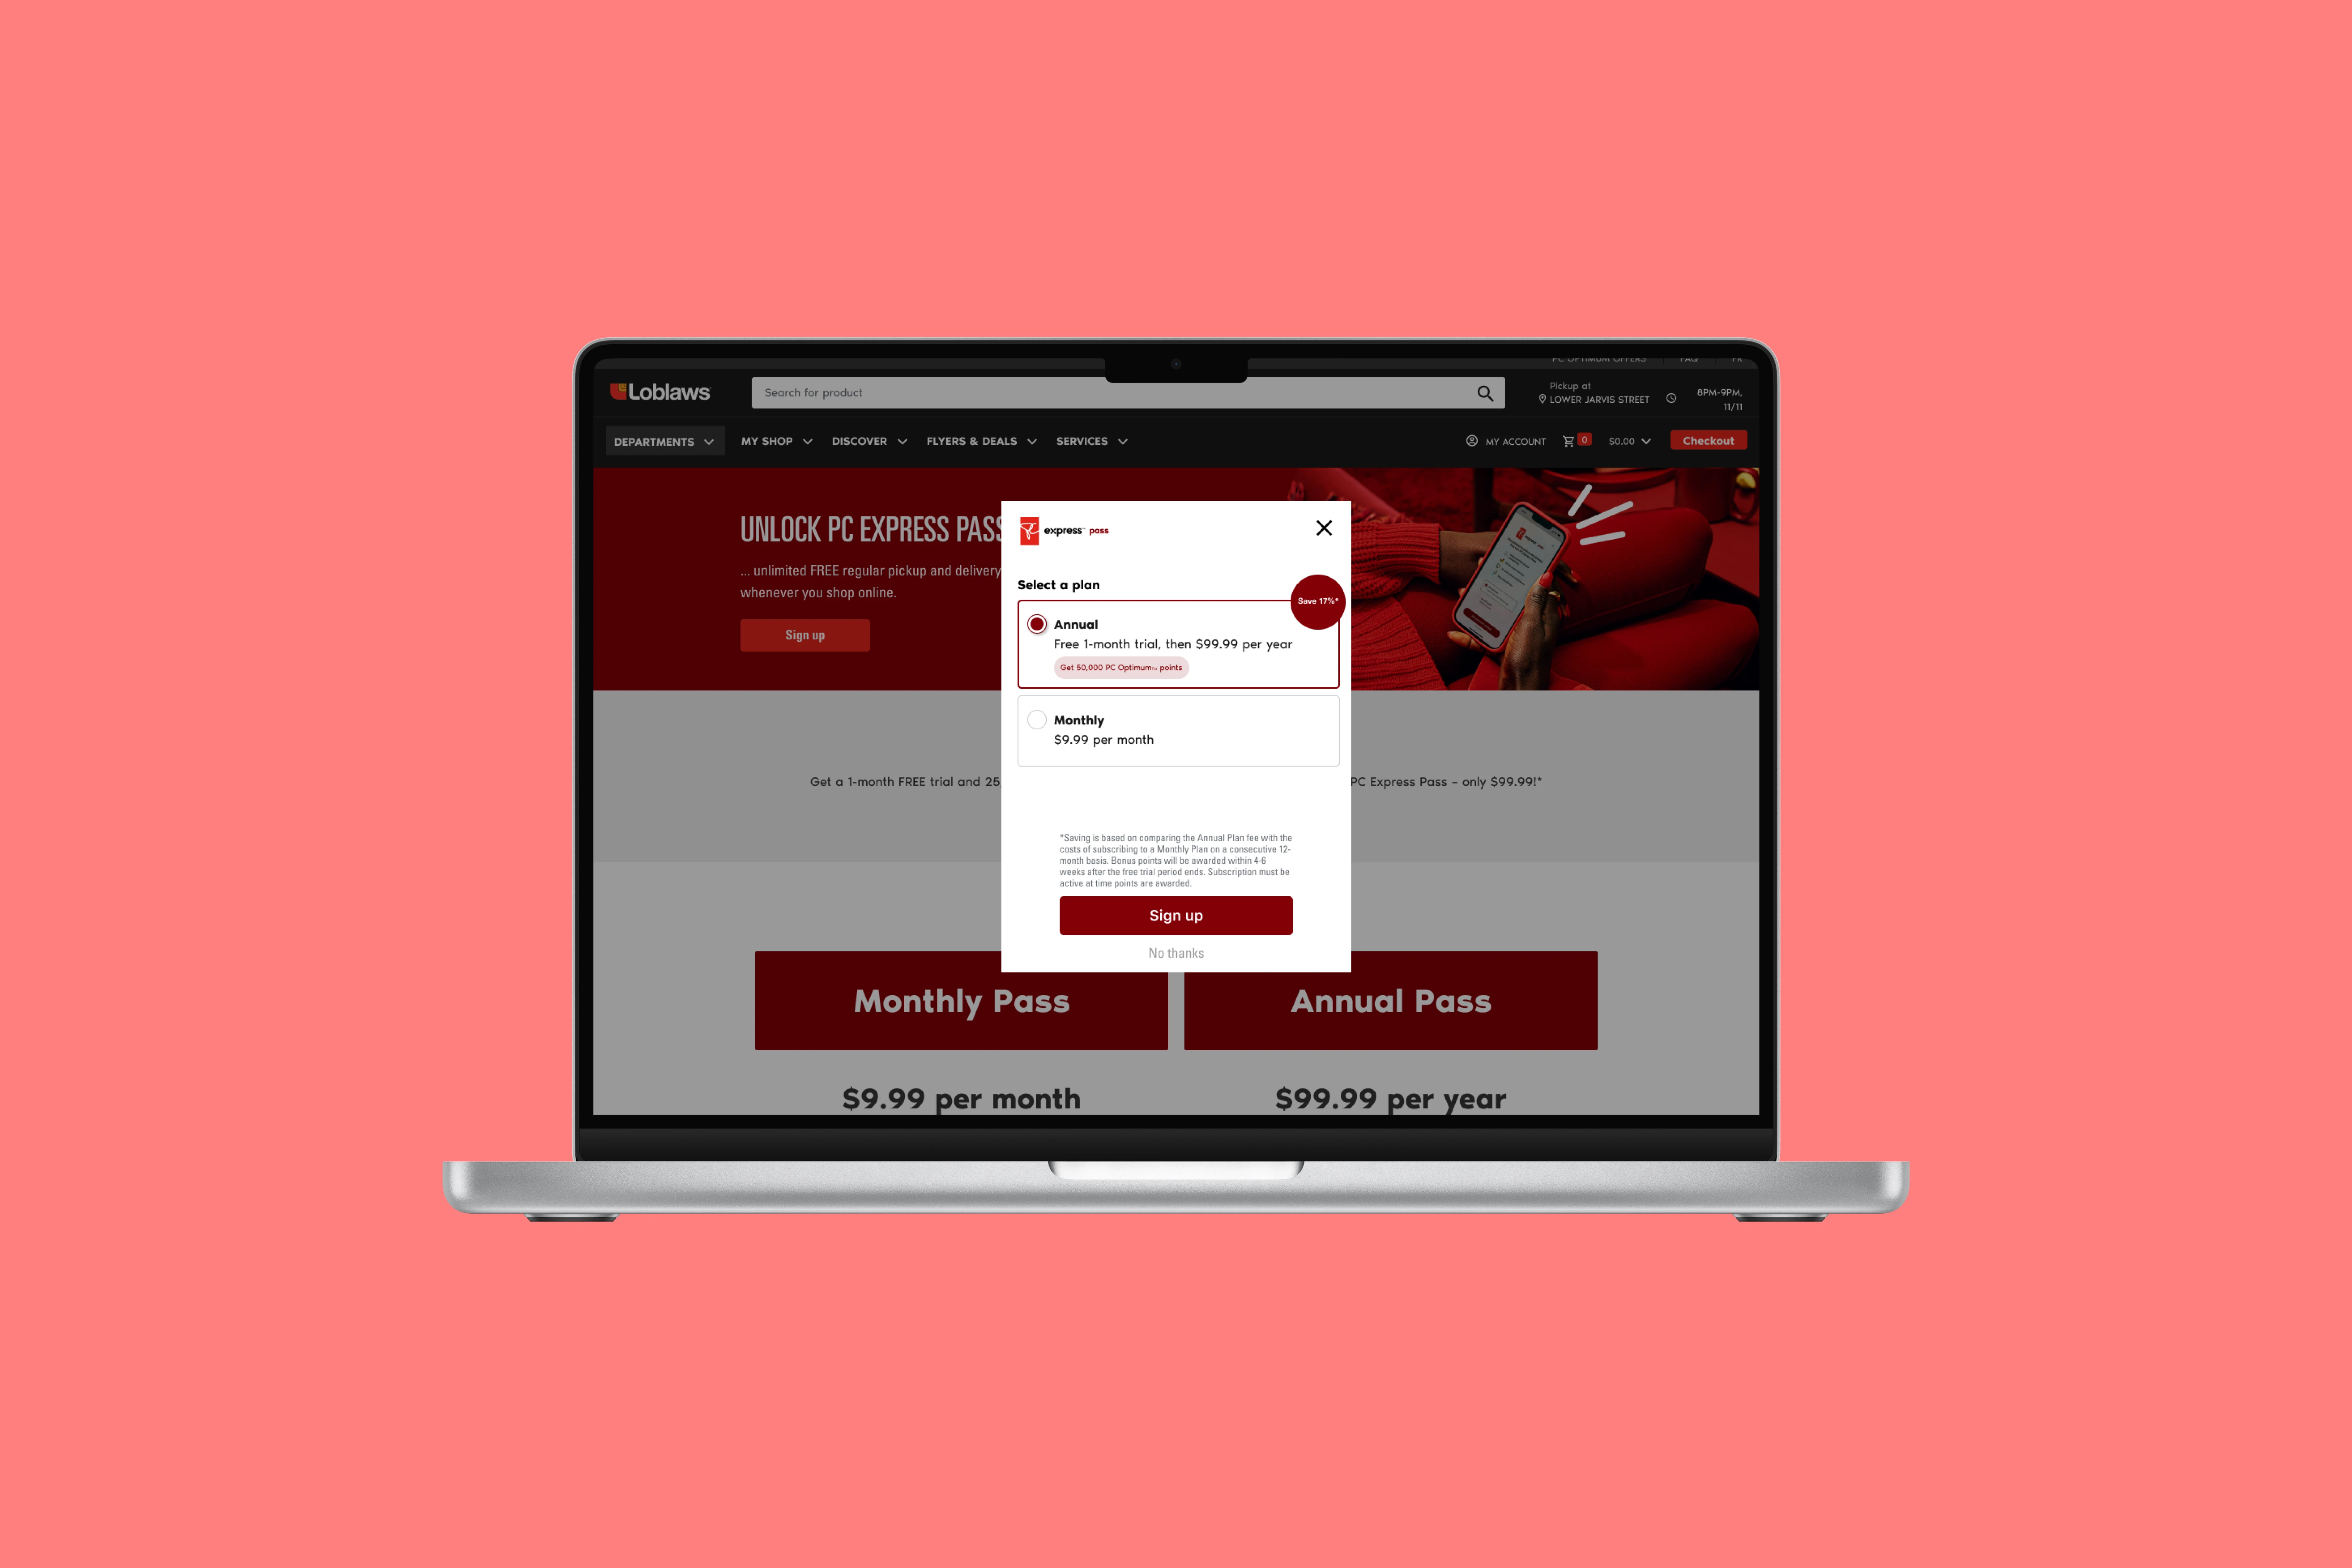 PC OPTIMUM OFFERS FAQ FR
Loblaws
Search for product
Pickup at
LOWER JARVIS STREET
8PM-9PM,
11/11
DEPARTMENTS MY SHOP DISCOVER FLYERS & DEALS SERVICES
MY ACCOUNT 0 $0.00 Checkout
UNLOCK PC EXPRESS PASS
... unlimited FREE regular pickup and delivery
whenever you shop online.
Sign up
PC express™ pass
Select a plan
Save 17%*
Annual
Free 1-month trial, then $99.99 per year
Get 50,000 PC Optimum™ points
Monthly
$9.99 per month
Get a 1-month FREE trial and 25,
PC Express Pass – only $99.99!*
*Saving is based on comparing the Annual Plan fee with the
costs of subscribing to a Monthly Plan on a consecutive 12-
month basis. Bonus points will be awarded within 4-6
weeks after the free trial period ends. Subscription must be
active at time points are awarded.
Sign up
No thanks
Monthly Pass
Annual Pass
$9.99 per month
$99.99 per year